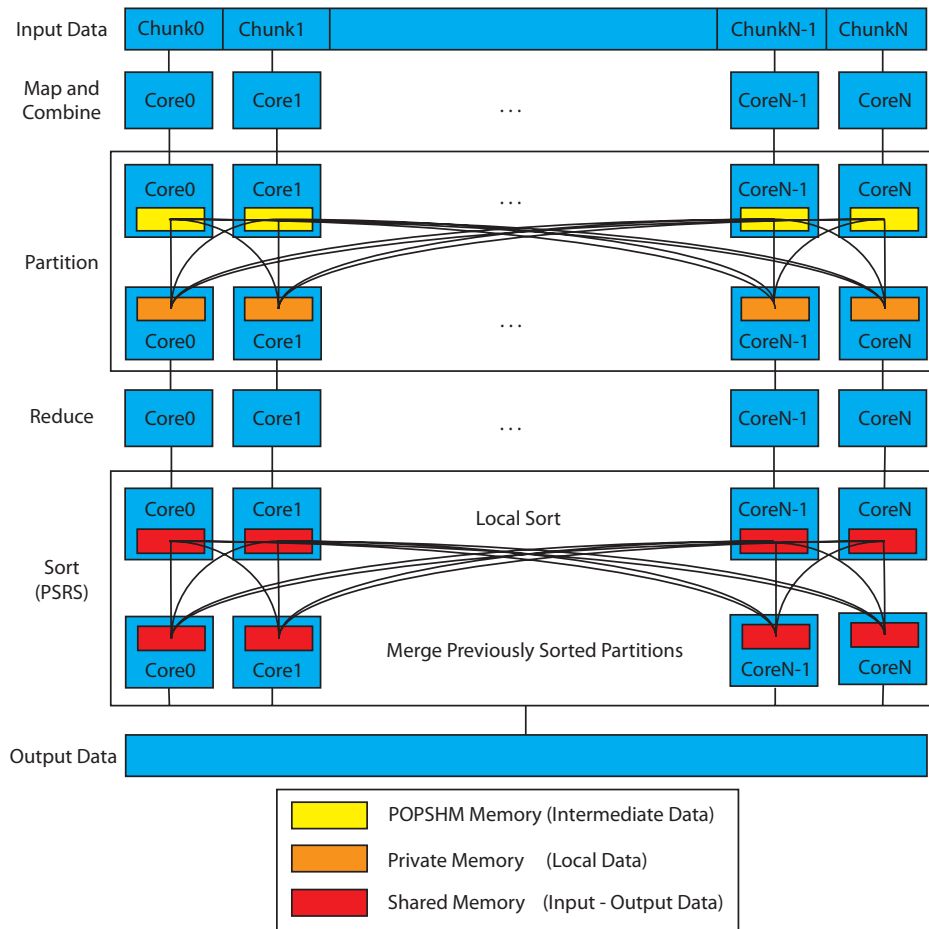 Input Data
Chunk0 Chunk1 ChunkN-1 ChunkN
Map and
Combine
Core0 Core1 ... CoreN-1 CoreN
Core0 Core1 ... CoreN-1 CoreN
Partition
... 
Core0 Core1 CoreN-1 CoreN
Reduce
Core0 Core1 ... CoreN-1 CoreN
Core0 Core1 CoreN-1 CoreN
Local Sort
Sort
(PSRS)
Merge Previously Sorted Partitions
Core0 Core1 CoreN-1 CoreN
Output Data
POPSHM Memory (Intermediate Data)
Private Memory (Local Data)
Shared Memory (Input - Output Data)